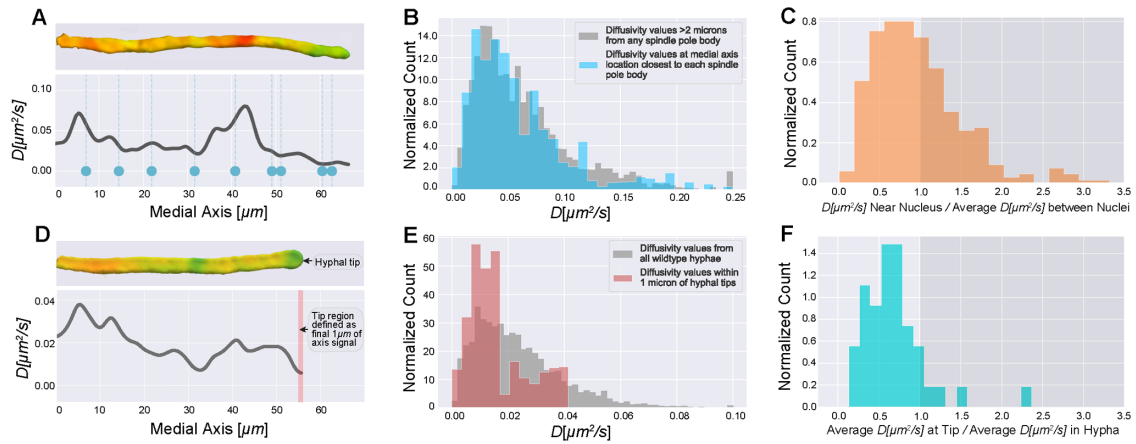 A
D[μm²/s]
0.10
0.05
0.00
0 10 20 30 40 50 60
Medial Axis [μm]
B
Normalized Count
14.0
12.0
10.0
8.0
6.0
4.0
2.0
0.0
Diffusivity values >2 microns
from any spindle pole body
Diffusivity values at medial axis
location closest to each spindle
pole body
0.00 0.05 0.10 0.15 0.20 0.25
D[μm²/s]
C
Normalized Count
0.8
0.6
0.4
0.2
0.0
0.0 0.5 1.0 1.5 2.0 2.5 3.0 3.5
D[μm²/s] Near Nucleus / Average D[μm²/s] between Nuclei
D
Hyphal tip
D[μm²/s]
0.04
0.02
0.00
Tip region
defined as
final 1μm of
axis signal
0 10 20 30 40 50 60
Medial Axis [μm]
E
Normalized Count
60
50
40
30
20
10
0
Diffusivity values from
all wildtype hyphae
Diffusivity values within
1 micron of hyphal tips
0.00 0.02 0.04 0.06 0.08 0.10
D[μm²/s]
F
Normalized Count
1.4
1.2
1.0
0.8
0.6
0.4
0.2
0.0
0.0 0.5 1.0 1.5 2.0 2.5 3.0 3.5
Average D[μm²/s] at Tip / Average D[μm²/s] in Hypha